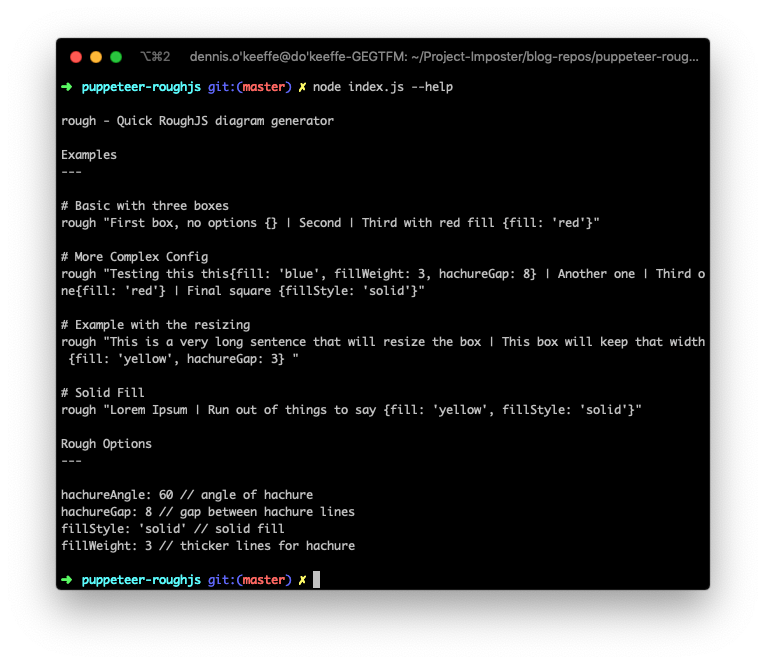 ⌥⌘2 dennis.o'keeffe@do'keeffe-GEGTFM: ~/Project-Imposter/blog-repos/puppeteer-roug...
➜ puppeteer-roughjs git:(master) ✗ node index.js --help
rough - Quick RoughJS diagram generator
Examples
---
# Basic with three boxes
rough "First box, no options {} | Second | Third with red fill {fill: 'red'}"
# More Complex Config
rough "Testing this this{fill: 'blue', fillWeight: 3, hachureGap: 8} | Another one | Third o
ne{fill: 'red'} | Final square {fillStyle: 'solid'}"
# Example with the resizing
rough "This is a very long sentence that will resize the box | This box will keep that width
{fill: 'yellow', hachureGap: 3} "
# Solid Fill
rough "Lorem Ipsum | Run out of things to say {fill: 'yellow', fillStyle: 'solid'}"
Rough Options
---
hachureAngle: 60 // angle of hachure
hachureGap: 8 // gap between hachure lines
fillStyle: 'solid' // solid fill
fillWeight: 3 // thicker lines for hachure
➜ puppeteer-roughjs git:(master) ✗